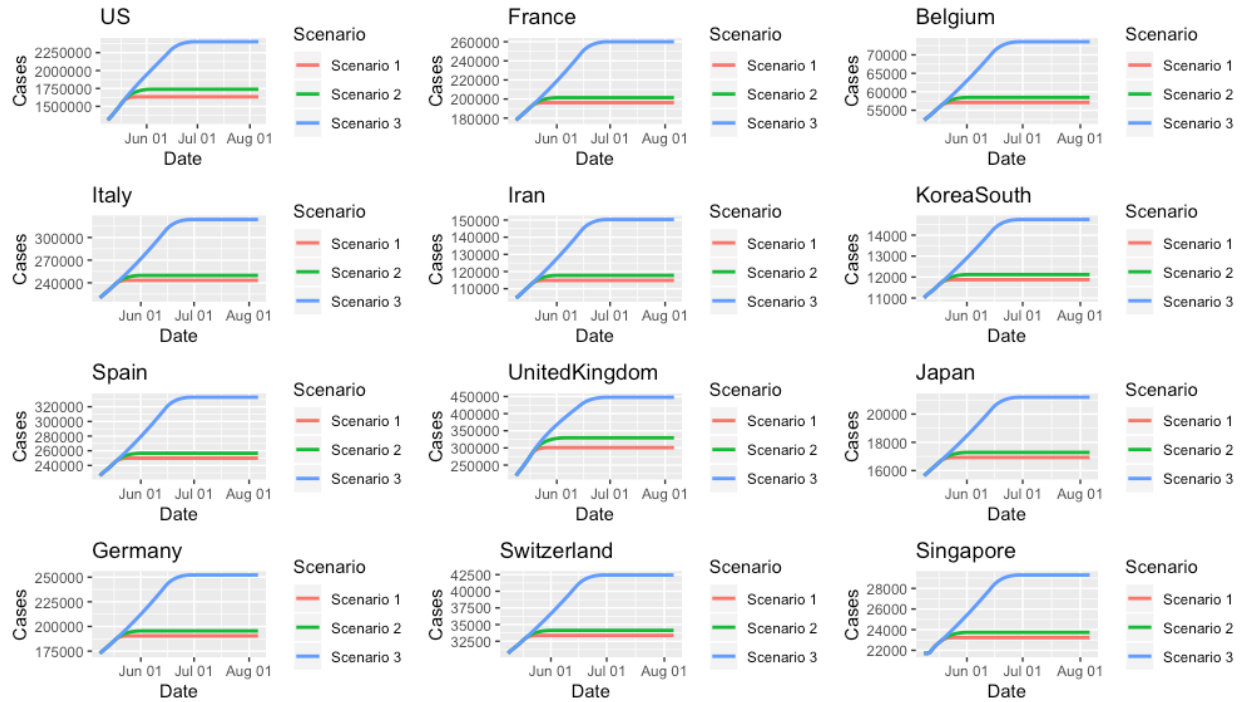 US
Cases
2250000
2000000
1750000
1500000
Jun 01 Jul 01 Aug 01
Date
Scenario
Scenario 1
Scenario 2
Scenario 3
France
Cases
260000
240000
220000
200000
180000
Jun 01 Jul 01 Aug 01
Date
Scenario
Scenario 1
Scenario 2
Scenario 3
Belgium
Cases
70000
65000
60000
55000
Jun 01 Jul 01 Aug 01
Date
Scenario
Scenario 1
Scenario 2
Scenario 3
Italy
Cases
300000
270000
240000
Jun 01 Jul 01 Aug 01
Date
Scenario
Scenario 1
Scenario 2
Scenario 3
Iran
Cases
150000
140000
130000
120000
110000
Jun 01 Jul 01 Aug 01
Date
Scenario
Scenario 1
Scenario 2
Scenario 3
KoreaSouth
Cases
14000
13000
12000
11000
Jun 01 Jul 01 Aug 01
Date
Scenario
Scenario 1
Scenario 2
Scenario 3
Spain
Cases
320000
300000
280000
260000
240000
Jun 01 Jul 01 Aug 01
Date
Scenario
Scenario 1
Scenario 2
Scenario 3
UnitedKingdom
Cases
450000
400000
350000
300000
250000
Jun 01 Jul 01 Aug 01
Date
Scenario
Scenario 1
Scenario 2
Scenario 3
Japan
Cases
20000
18000
16000
Jun 01 Jul 01 Aug 01
Date
Scenario
Scenario 1
Scenario 2
Scenario 3
Germany
Cases
250000
225000
200000
175000
Jun 01 Jul 01 Aug 01
Date
Scenario
Scenario 1
Scenario 2
Scenario 3
Switzerland
Cases
42500
40000
37500
35000
32500
Jun 01 Jul 01 Aug 01
Date
Scenario
Scenario 1
Scenario 2
Scenario 3
Singapore
Cases
28000
26000
24000
22000
Jun 01 Jul 01 Aug 01
Date
Scenario
Scenario 1
Scenario 2
Scenario 3